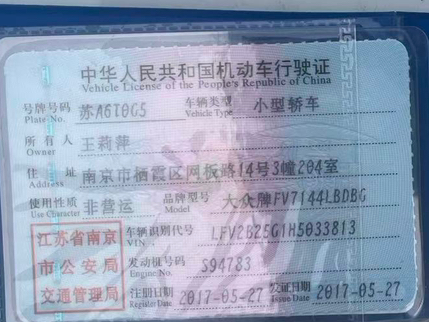 中华人民共和国机动车行驶证
Vehicle License of the People's Republic of China
号牌号码 苏A6T0G5 车辆类型 小型轿车
Plate No. Vehicle Type
所有人 王莉萍
Owner
住址 南京市栖霞区网板路14号3幢204室
Address
使用性质 非营运 品牌型号 大众牌FV7144LBDBG
Use Character Model
江苏省南京 车辆识别代号 LFV2B25G1H5033813
VIN
市公安局 发动机号码 S94783
Engine No.
交通管理局 注册日期 2017-05-27 发证日期 2017-05-27
Register Date Issue Date